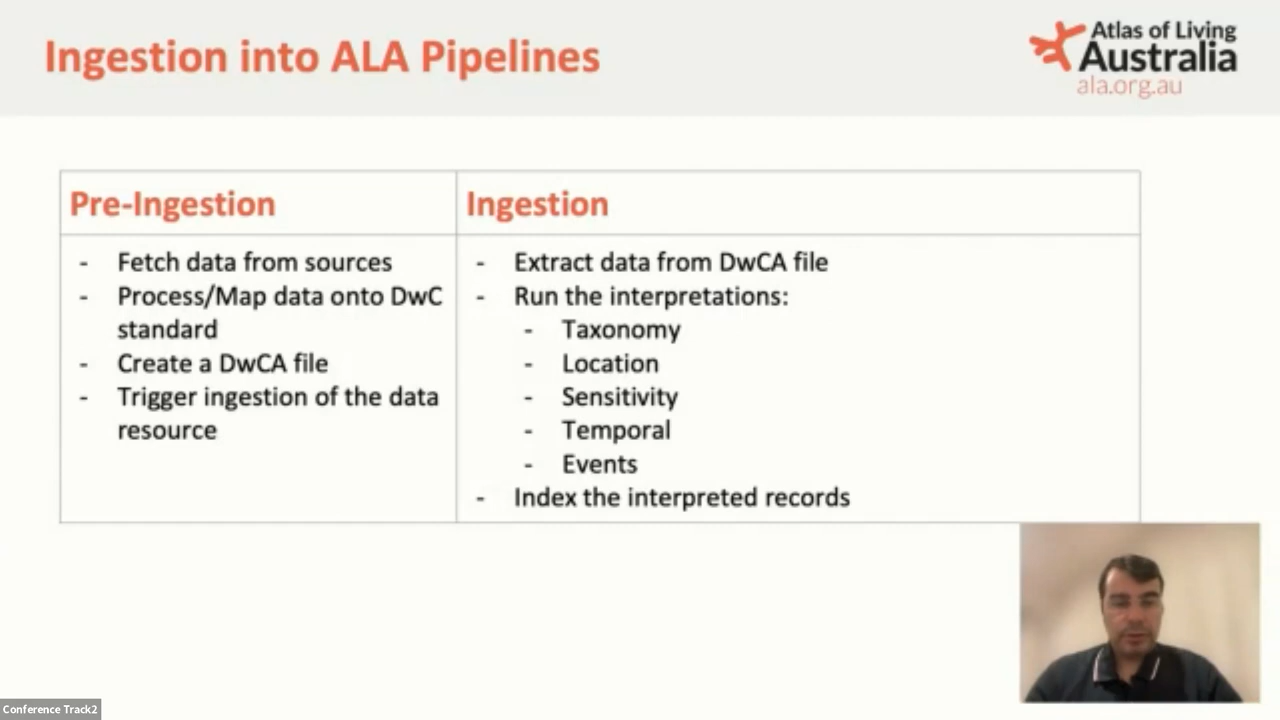 Ingestion into ALA Pipelines
Atlas of Living
Australia
ala.org.au
Pre-Ingestion
- Fetch data from sources
- Process/Map data onto DwC
standard
- Create a DwCA file
- Trigger ingestion of the data
resource
Ingestion
- Extract data from DwCA file
- Run the interpretations:
- Taxonomy
- Location
- Sensitivity
- Temporal
- Events
- Index the interpreted records
Conference Track2